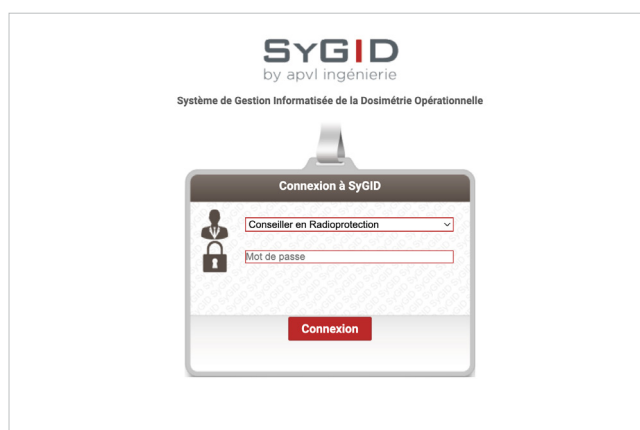 SYGID
by apvl ingénierie
Système de Gestion Informatisée de la Dosimétrie Opérationnelle
Connexion à SyGID
Conseiller en Radioprotection
Mot de passe
Connexion